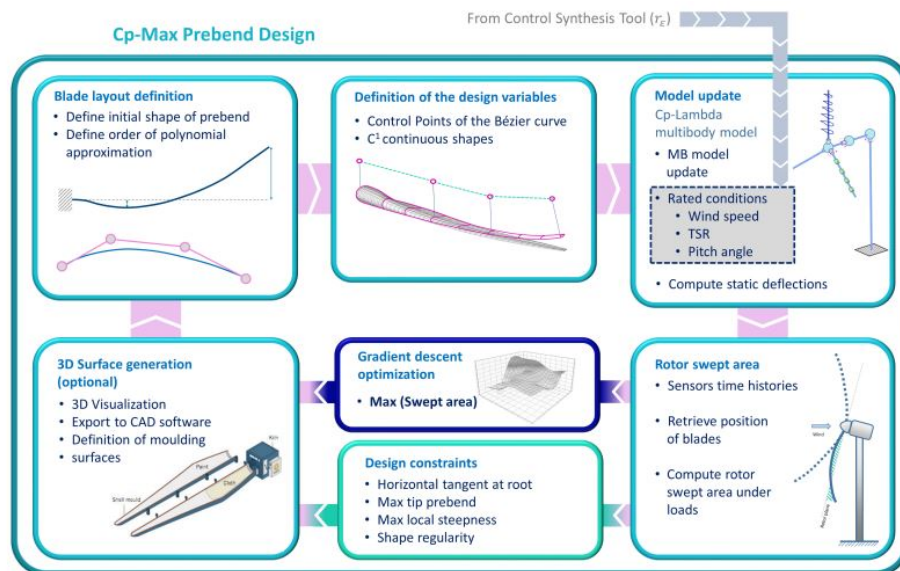 From Control Synthesis Tool (r_E)
Cp-Max Prebend Design
Blade layout definition
• Define initial shape of prebend
• Define order of polynomial
approximation
Definition of the design variables
• Control Points of the Bézier curve
• C¹ continuous shapes
Model update
Cp-Lambda
multibody model
• MB model
update
• Rated conditions
• Wind speed
• TSR
• Pitch angle
• Compute static deflections
3D Surface generation
(optional)
• 3D Visualization
• Export to CAD software
• Definition of moulding
• surfaces
Paint
Shell mould
Gradient descent
optimization
• Max (Swept area)
Design constraints
• Horizontal tangent at root
• Max tip prebend
• Max local steepness
• Shape regularity
Rotor swept area
• Sensors time histories
• Retrieve position
of blades
• Compute rotor
swept area under
loads
Wind